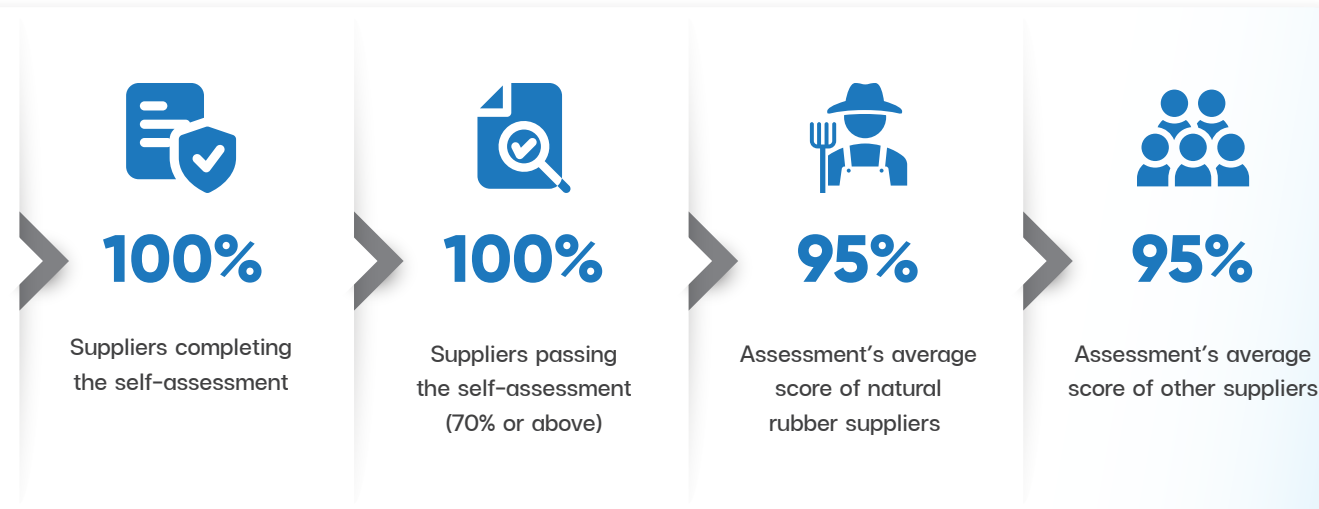 100%
Suppliers completing
the self-assessment
100%
Suppliers passing
the self-assessment
(70% or above)
95%
Assessment’s average
score of natural
rubber suppliers
95%
Assessment’s average
score of other suppliers